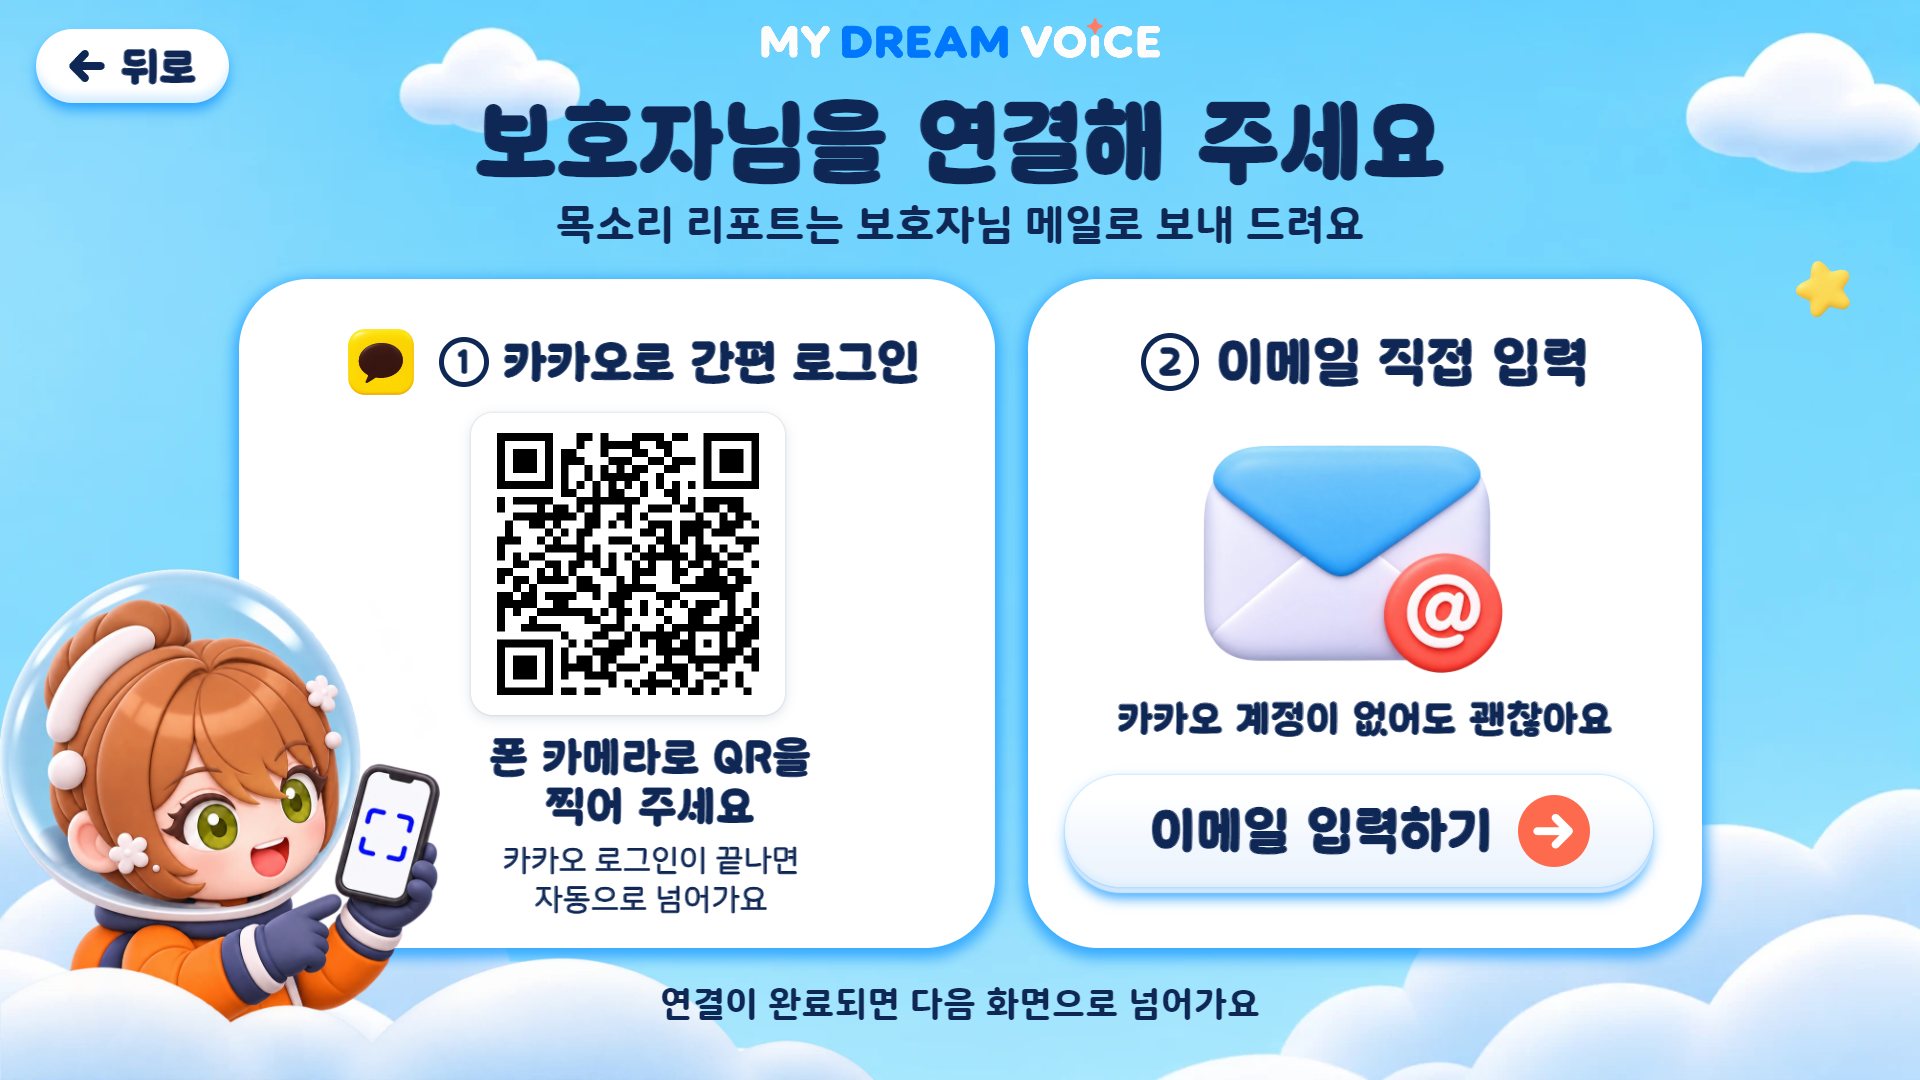 뒤로
MY DREAM VOICE
보호자님을 연결해 주세요
목소리 리포트는 보호자님 메일로 보내 드려요
① 카카오로 간편 로그인
폰 카메라로 QR을
찍어 주세요
카카오 로그인이 끝나면
자동으로 넘어가요
② 이메일 직접 입력
@
카카오 계정이 없어도 괜찮아요
이메일 입력하기
연결이 완료되면 다음 화면으로 넘어가요